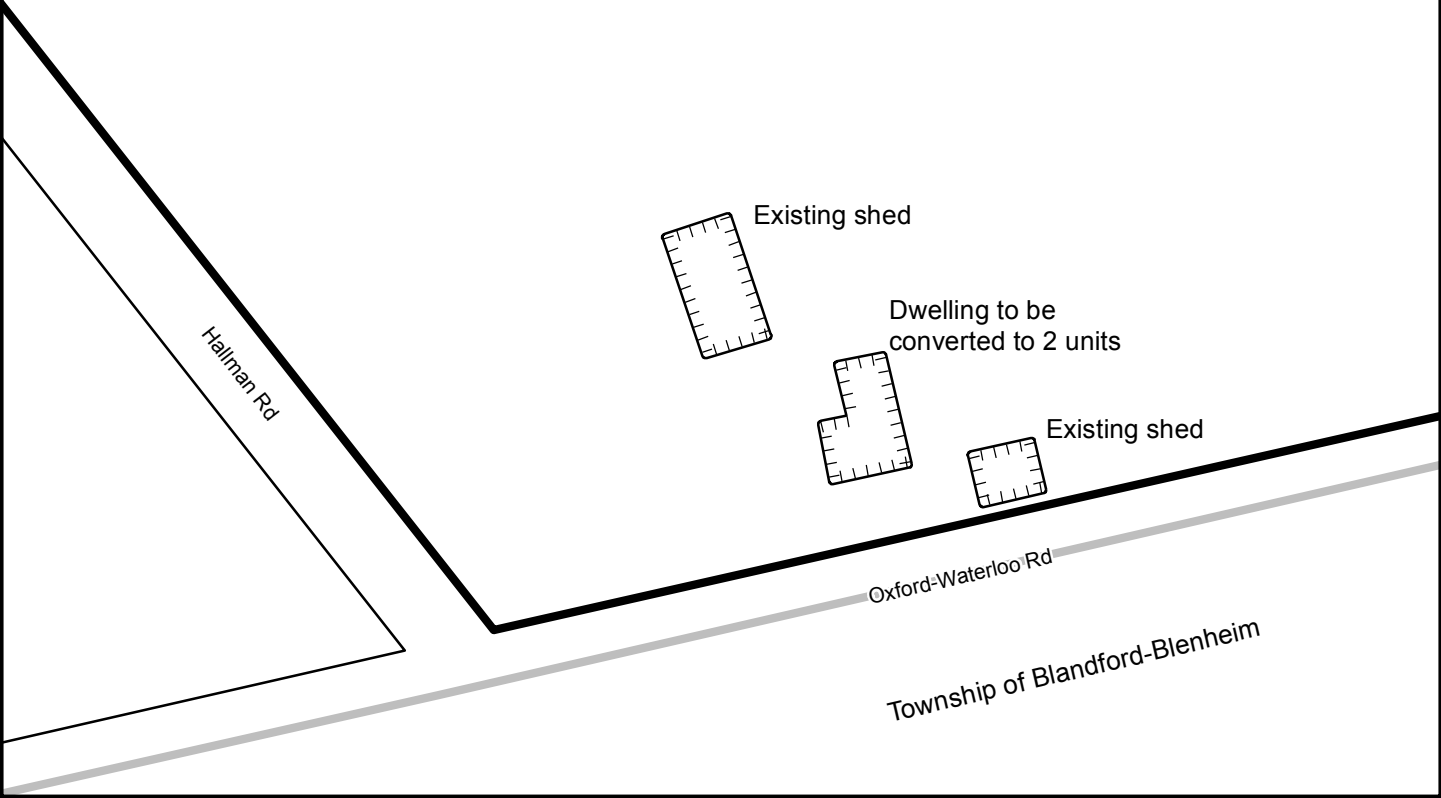 Existing shed
Dwelling to be
converted to 2 units
Hallman Rd
Existing shed
Oxford-Waterloo Rd
Township of Blandford-Blenheim